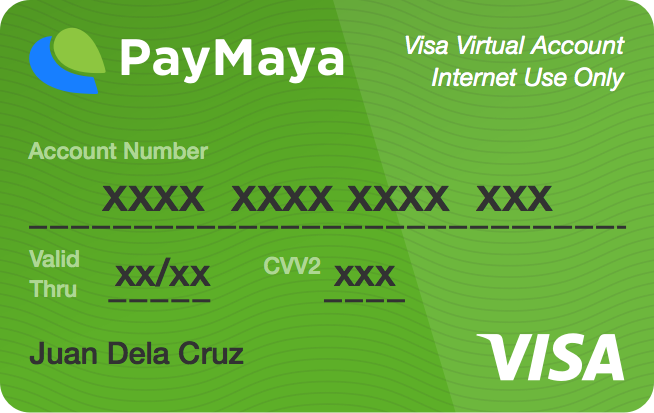 PayMaya
Visa Virtual Account
Internet Use Only
Account Number
XXXX XXXX XXXX XXX
Valid Thru xx/xx CVV2 xxx
Juan Dela Cruz
VISA